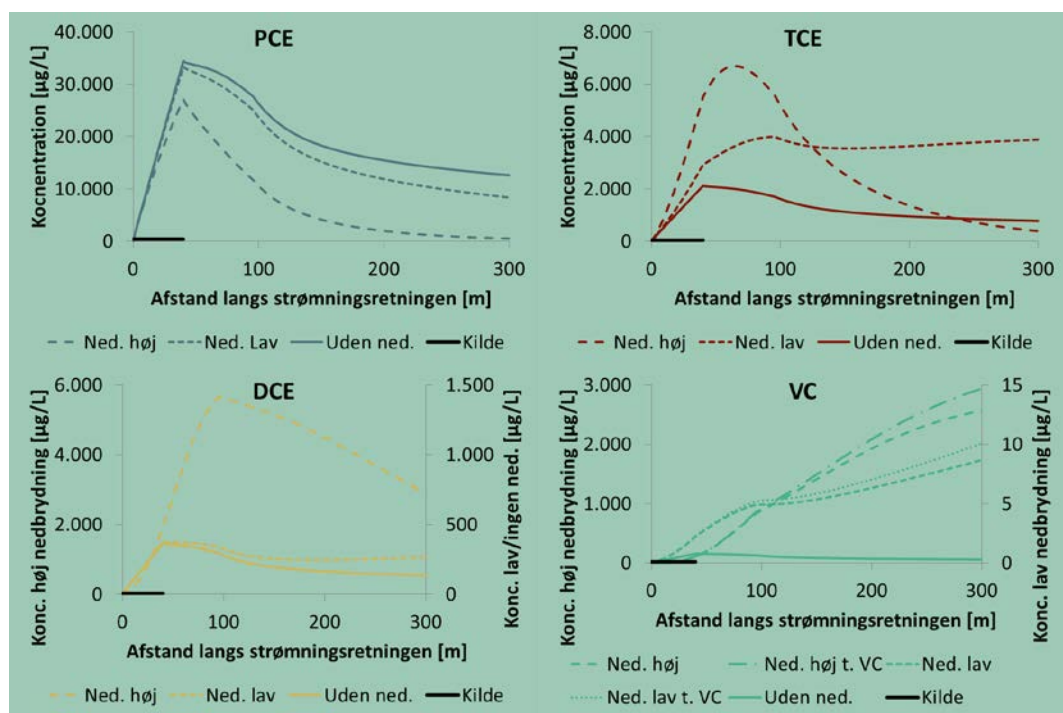 PCE
Kocncentration [µg/L]
40.000
30.000
20.000
10.000
0
0 100 200 300
Afstand langs strømningsretningen [m]
Ned. høj Ned. Lav Uden ned. Kilde
TCE
Koncentration [µg/L]
8.000
6.000
4.000
2.000
0
0 100 200 300
Afstand langs strømningsretningen [m]
Ned. høj Ned. lav Uden ned. Kilde
DCE
Konc. høj nedbrydning [µg/L]
6.000
4.000
2.000
0
1.500
1.000
500
0
Konc. lav/ingen ned. [µg/L]
0 100 200 300
Afstand langs strømningsretningen [m]
Ned. høj Ned. lav Uden ned. Kilde
VC
Konc. høj nedbrydning [µg/L]
3.000
2.000
1.000
0
15
10
5
0
Konc. lav nedbrydning [µg/L]
0 100 200 300
Afstand langs strømningsretningen [m]
Ned. høj Ned. høj t. VC Ned. lav
Ned. lav t. VC Uden ned. Kilde